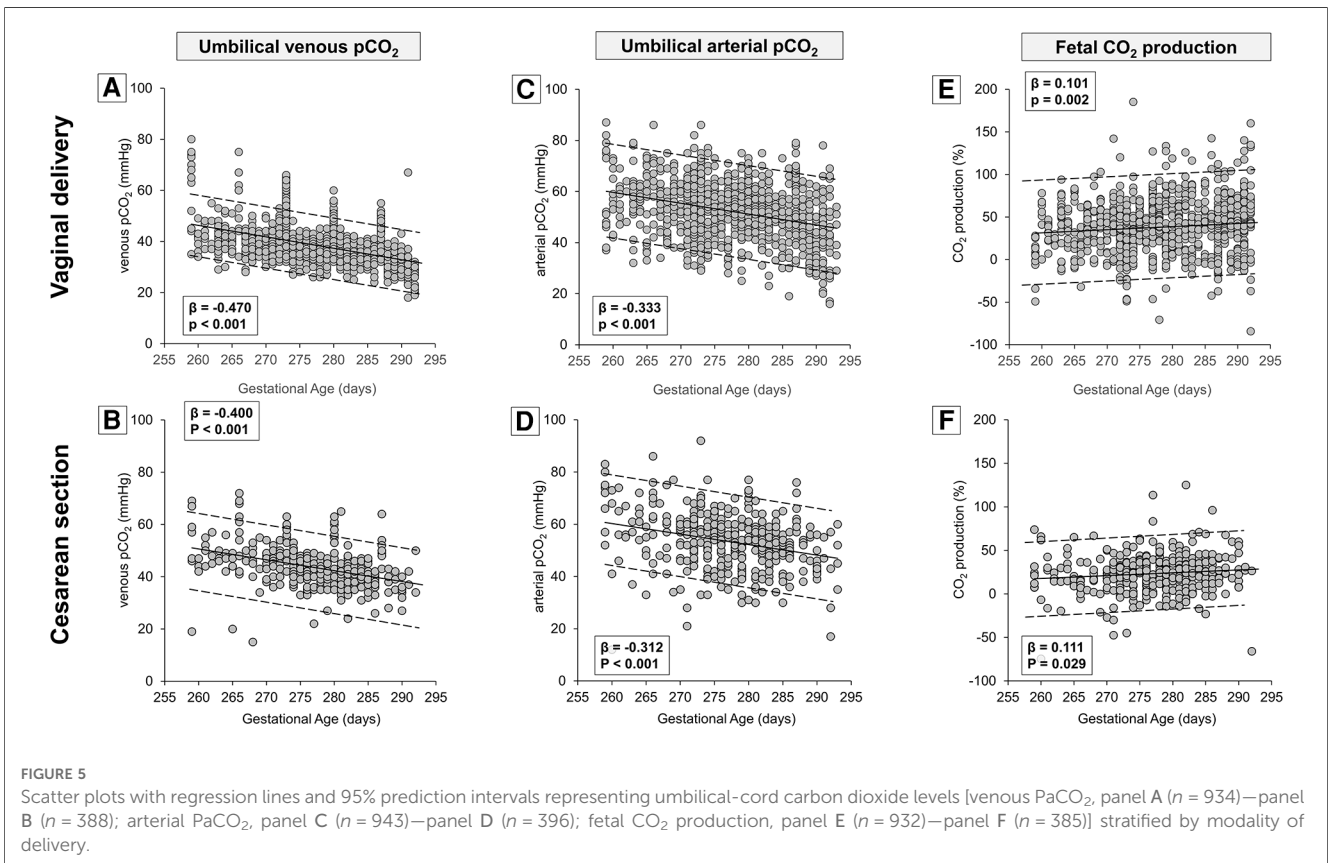 Umbilical venous pCO₂
Umbilical arterial pCO₂
Fetal CO₂ production
Vaginal delivery
A
venous pCO₂ (mmHg)
100
80
60
40
20
0
β = -0.470
p < 0.001
255 260 265 270 275 280 285 290 295
Gestational Age (days)
C
arterial pCO₂ (mmHg)
100
80
60
40
20
0
β = -0.333
p < 0.001
255 260 265 270 275 280 285 290 295
Gestational Age (days)
E
CO₂ production (%)
200
150
100
50
0
-50
-100
β = 0.101
p = 0.002
255 260 265 270 275 280 285 290 295
Gestational Age (days)
Cesarean section
B
β = -0.400
P < 0.001
venous pCO₂ (mmHg)
100
80
60
40
20
0
255 260 265 270 275 280 285 290 295
Gestational Age (days)
D
arterial pCO₂ (mmHg)
100
80
60
40
20
0
β = -0.312
P < 0.001
255 260 265 270 275 280 285 290 295
Gestational Age (days)
F
CO₂ production (%)
200
150
100
50
0
-50
-100
β = 0.111
P = 0.029
255 260 265 270 275 280 285 290 295
Gestational Age (days)
FIGURE 5
Scatter plots with regression lines and 95% prediction intervals representing umbilical-cord carbon dioxide levels [venous PaCO₂, panel A (n = 934)—panel
B (n = 388); arterial PaCO₂, panel C (n = 943)—panel D (n = 396); fetal CO₂ production, panel E (n = 932)—panel F (n = 385)] stratified by modality of
delivery.